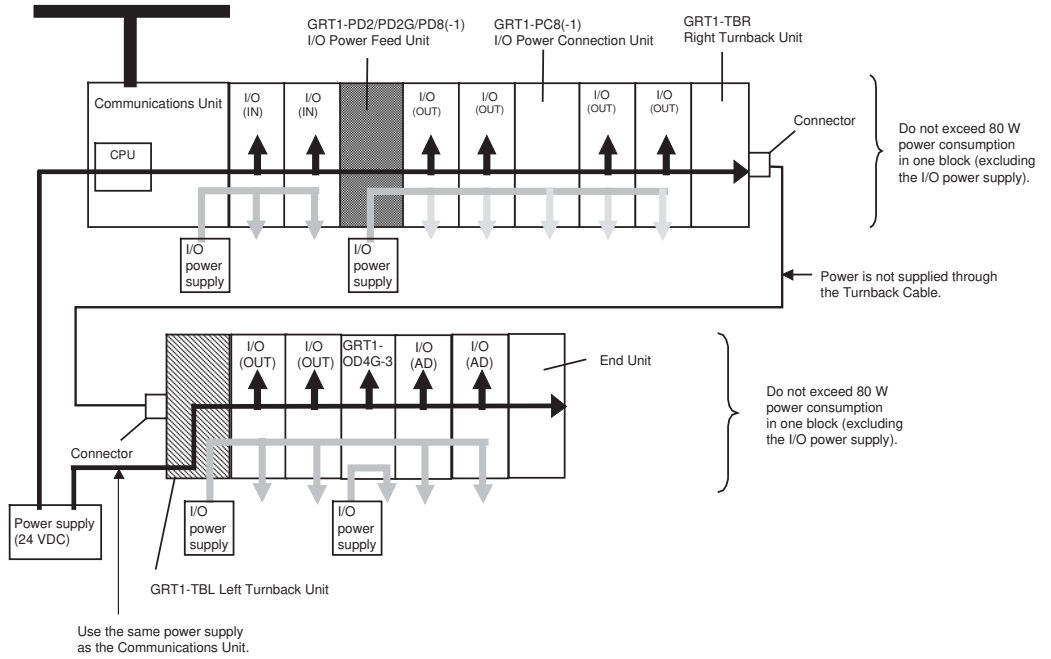 GRT1-PD2/PD2G/PD8(-1)
I/O Power Feed Unit
GRT1-PC8(-1)
I/O Power Connection Unit
GRT1-TBR
Right Turnback Unit
Communications Unit
CPU
I/O
(IN)
I/O
(IN)
I/O
(OUT)
I/O
(OUT)
I/O
(OUT)
I/O
(OUT)
Connector
Do not exceed 80 W
power consumption
in one block (excluding
the I/O power supply).
I/O
power
supply
I/O
power
supply
Power is not supplied through
the Turnback Cable.
I/O
(OUT)
I/O
(OUT)
GRT1-
OD4G-3
I/O
(AD)
I/O
(AD)
End Unit
Do not exceed 80 W
power consumption
in one block (excluding
the I/O power supply).
Connector
Power supply
(24 VDC)
I/O
power
supply
I/O
power
supply
GRT1-TBL Left Turnback Unit
Use the same power supply
as the Communications Unit.